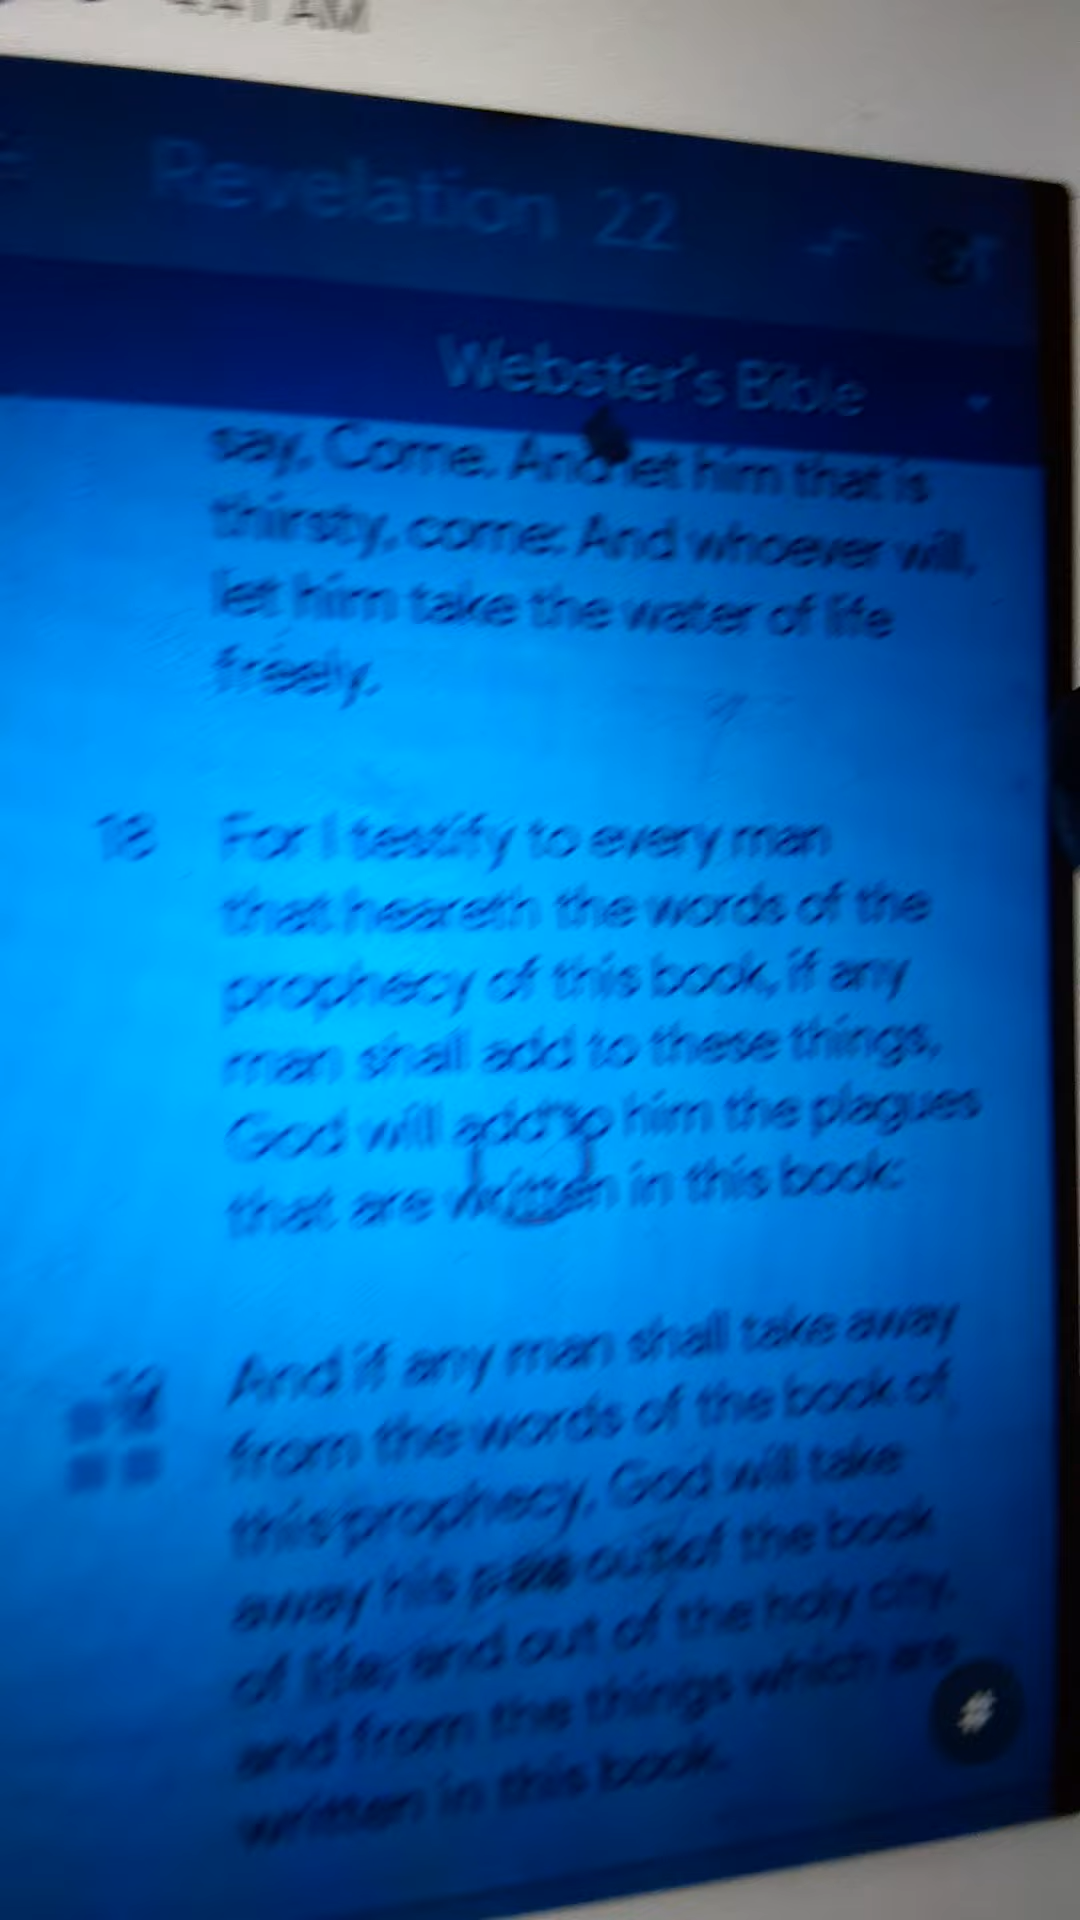 4:41 AM
Revelation 22
Webster's Bible
say, Come. And let him that is
thirsty, come: And whoever will,
let him take the water of life
freely.
18 For I testify to every man
that heareth the words of the
prophecy of this book, if any
man shall add to these things,
God will add to him the plagues
that are written in this book:
19 And if any man shall take away
from the words of the book of
this prophecy, God will take
away his part out of the book
of life, and out of the holy city,
and from the things which are
written in this book.
#